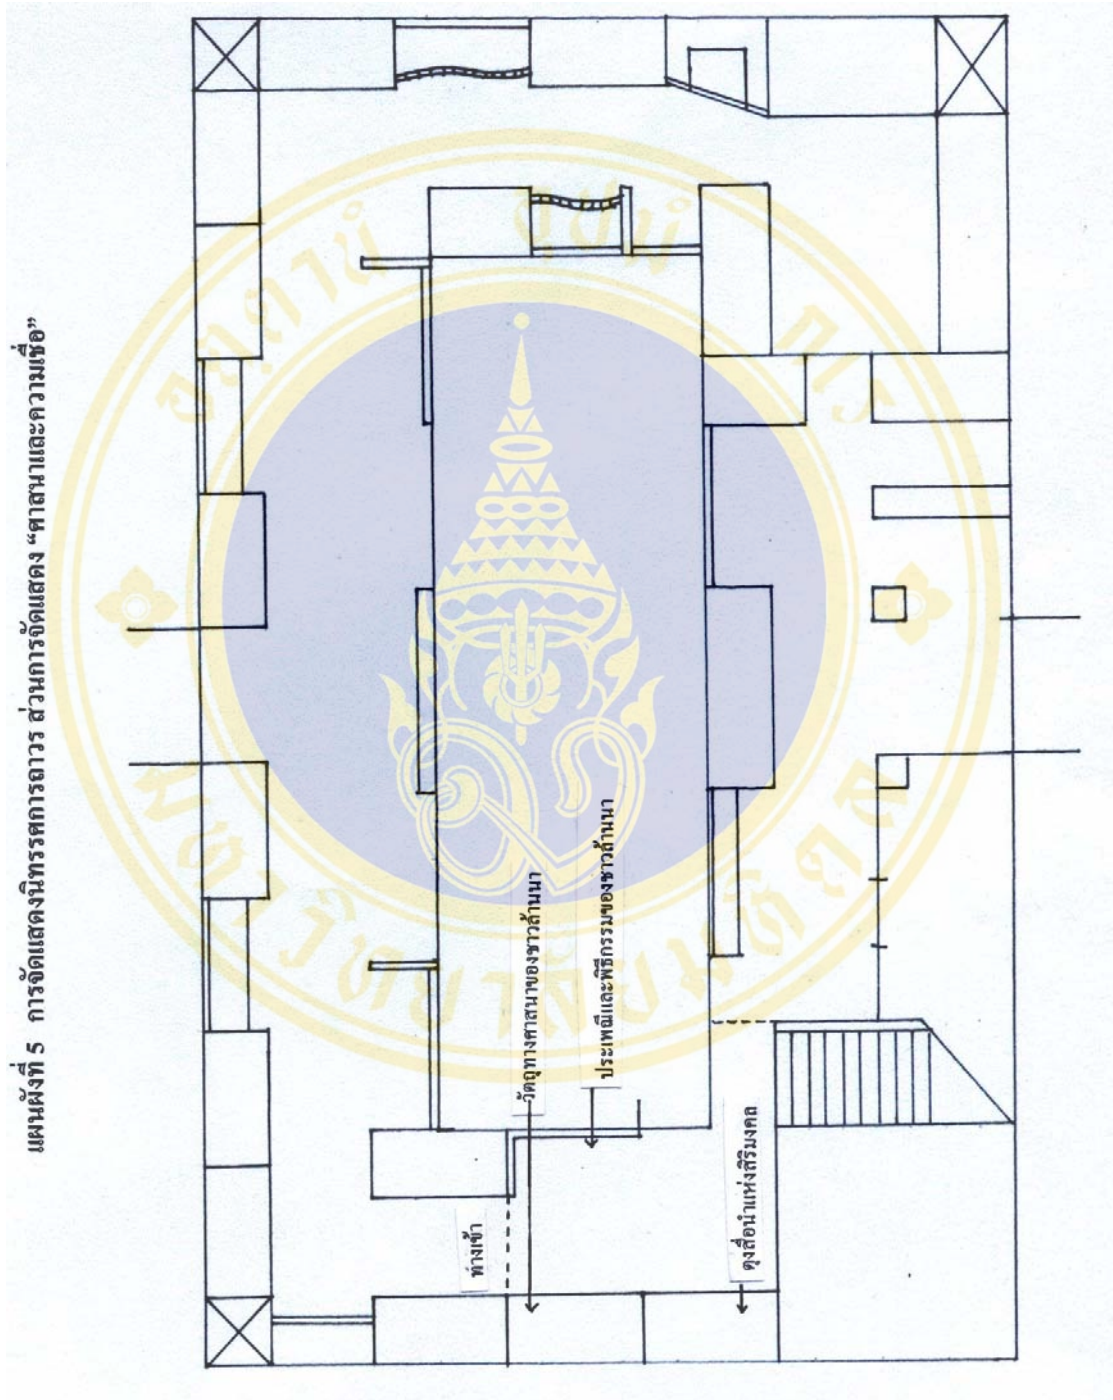 แผนผังที่ 5 การจัดแสดงนิทรรศการถาวร ส่วนการจัดแสดง “ศาสนาและความเชื่อ”
ทางเข้า
วัตถุทางศาสนาของชาวล้านนา
ประเพณีและพิธีกรรมของชาวล้านนา
ตุงสื่อนำแห่งสิริมงคล